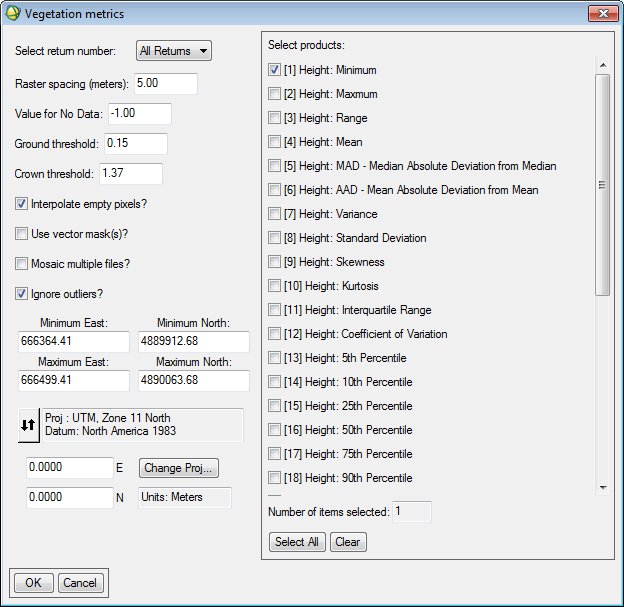 Vegetation metrics
Select return number: All Returns
Raster spacing (meters): 5.00
Value for No Data: -1.00
Ground threshold: 0.15
Crown threshold: 1.37
Interpolate empty pixels?
Use vector mask(s)?
Mosaic multiple files?
Ignore outliers?
Minimum East: Minimum North:
666364.41 4889912.68
Maximum East: Maximum North:
666499.41 4890063.68
Proj : UTM, Zone 11 North
Datum: North America 1983
0.0000 E Change Proj...
0.0000 N Units: Meters
Select products:
[1] Height: Minimum
[2] Height: Maxmum
[3] Height: Range
[4] Height: Mean
[5] Height: MAD - Median Absolute Deviation from Median
[6] Height: AAD - Mean Absolute Deviation from Mean
[7] Height: Variance
[8] Height: Standard Deviation
[9] Height: Skewness
[10] Height: Kurtosis
[11] Height: Interquartile Range
[12] Height: Coefficient of Variation
[13] Height: 5th Percentile
[14] Height: 10th Percentile
[15] Height: 25th Percentile
[16] Height: 50th Percentile
[17] Height: 75th Percentile
[18] Height: 90th Percentile
Number of items selected: 1
Select All Clear
OK Cancel